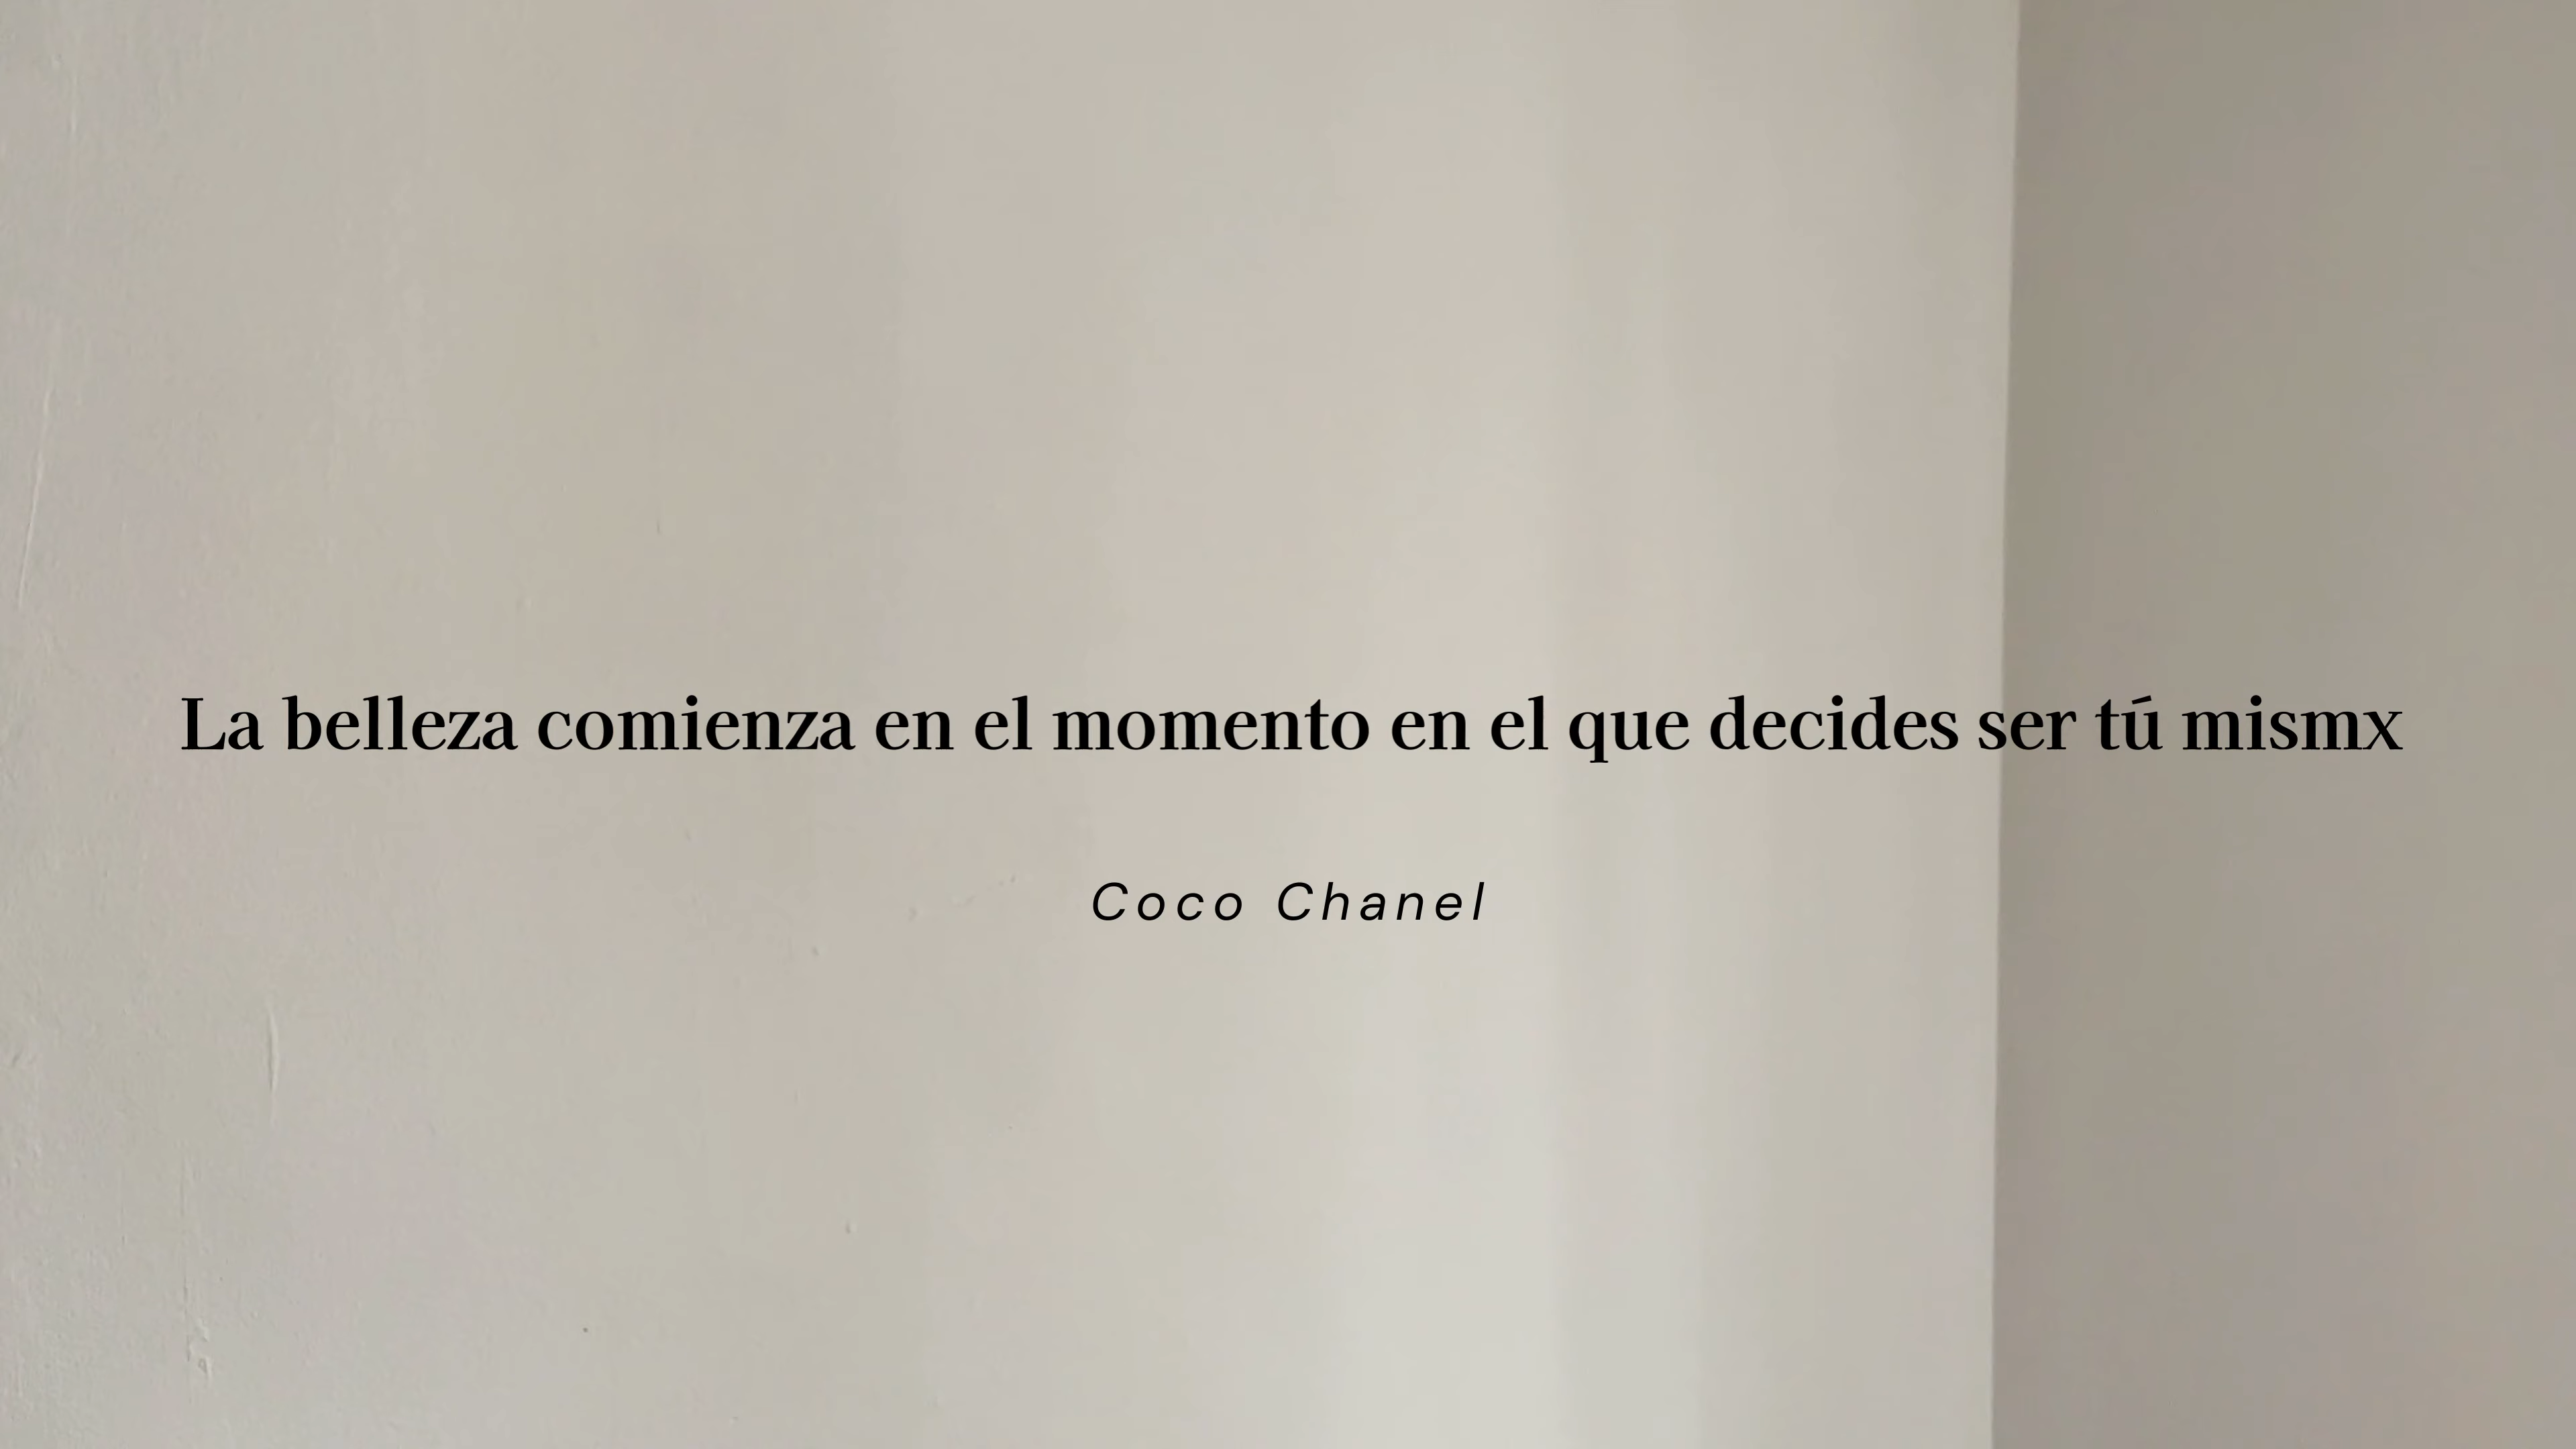 La belleza comienza en el momento en el que decides ser tú mismx
Coco Chanel